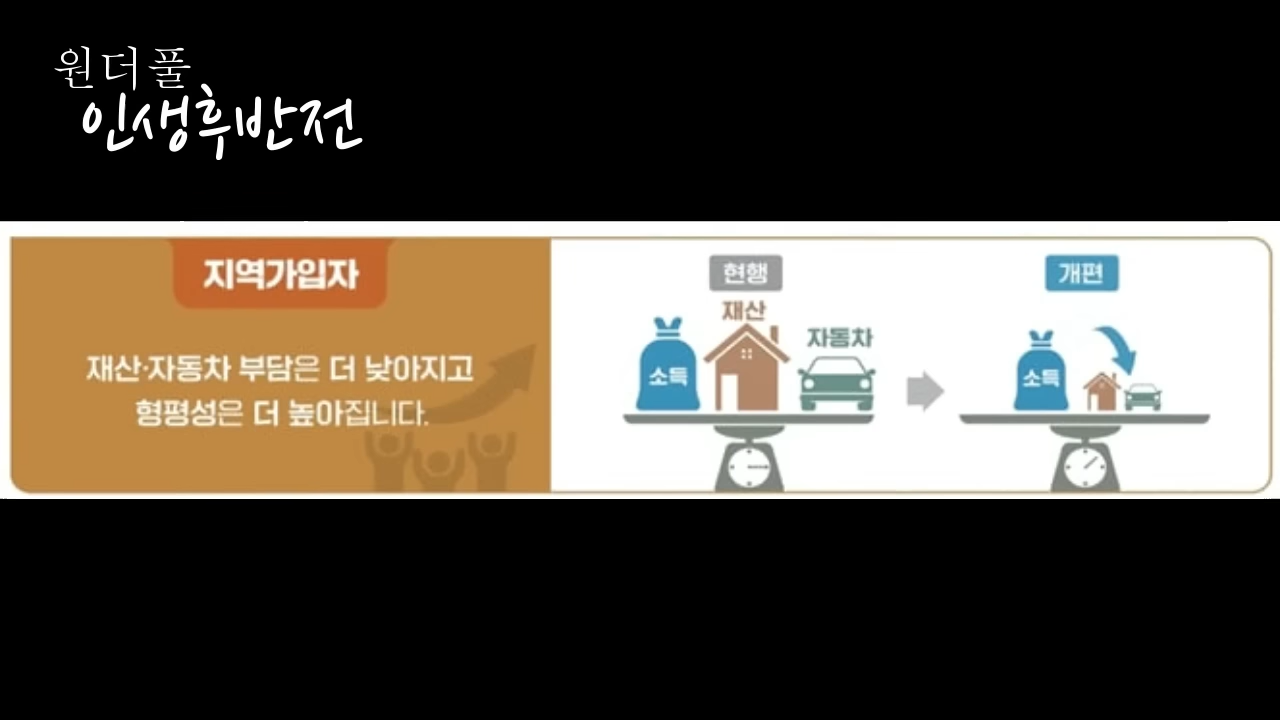 원더풀
인생후반전
지역가입자
재산·자동차 부담은 더 낮아지고
형평성은 더 높아집니다.
현행
재산
자동차
소득
개편
소득